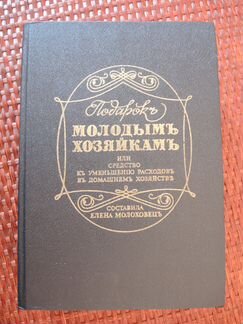 Подарокъ
МОЛОДЫМЪ
ХОЗЯЙКАМЪ
ИЛИ
СРЕДСТВО
КЪ УМЕНЬШЕНІЮ РАСХОДОВЪ
ВЪ ДОМАШНЕМЪ ХОЗЯЙСТВѢ
СОСТАВИЛА
ЕЛЕНА МОЛОХОВЕЦЪ